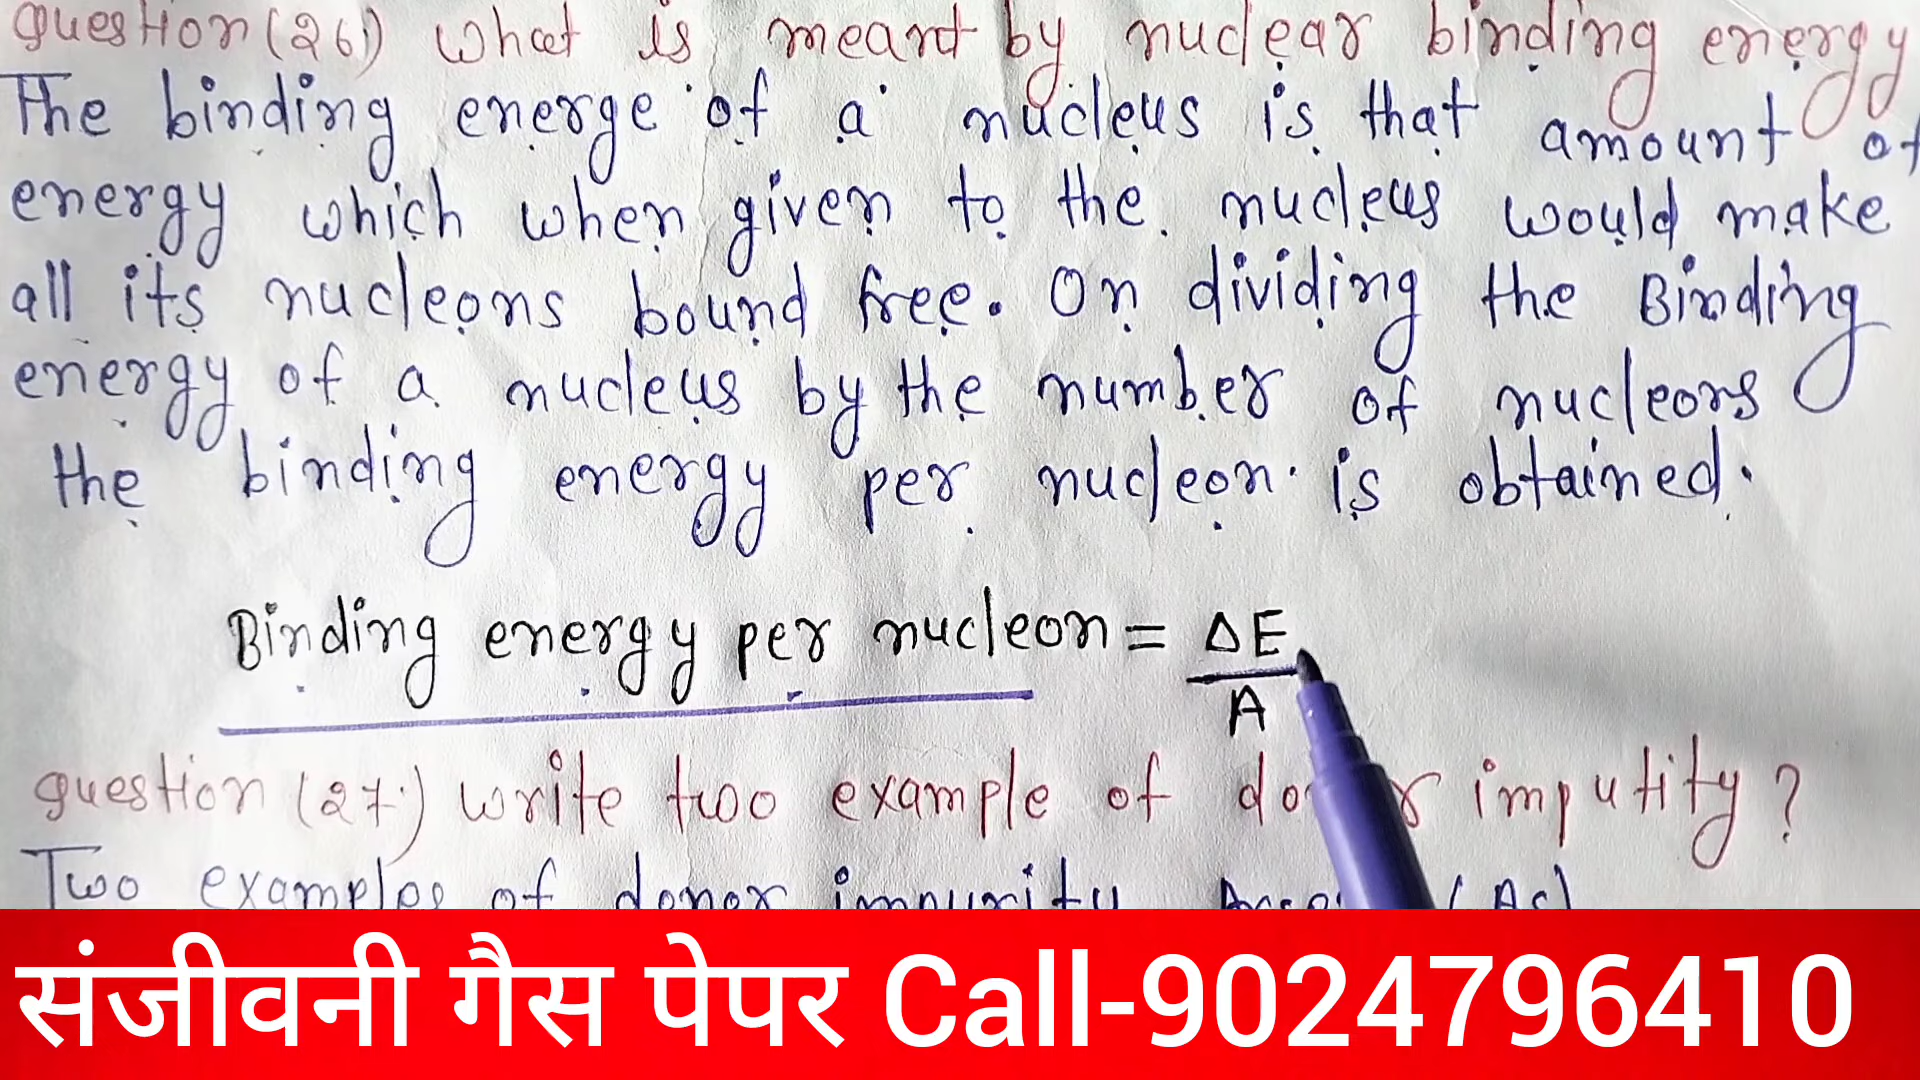 question (26) What is meant by nuclear binding energy
The binding energe of a nucleus is that amount of
energy which when given to the nucleus would make
all its nucleons bound free. On dividing the Binding
energy of a nucleus by the number of nucleons
the binding energy per nucleon is obtained.
Binding energy per nucleon = ΔE
A
question (27) write two example of impurity?
Two examples of donor impurity (As)
संजीवनी गैस पेपर Call-9024796410